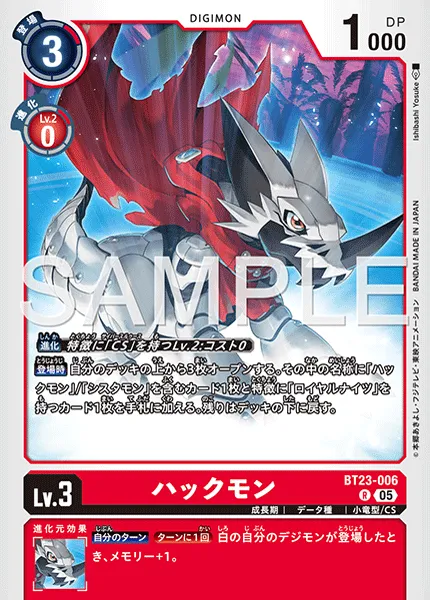 登場
3
DIGIMON
1000
DP
進化
Lv.2
0
Ishibashi Yosuke
©本郷あきよし・フジテレビ・東映アニメーション BANDAI MADE IN JAPAN
SAMPLE
進化 特徴に「CS」を持つLv.2:コスト0
登場時 自分のデッキの上から3枚オープンする。その中の名称に「ハッ
クモン」/「シスタモン」を含むカード1枚と特徴に「ロイヤルナイツ」を
持つカード1枚を手札に加える。残りはデッキの下に戻す。
Lv.3
ハックモン
BT23-006
R 05
成長期 データ種 小竜型/CS
進化元効果
自分のターン ターンに1回 白の自分のデジモンが登場したと
き、メモリー+1。